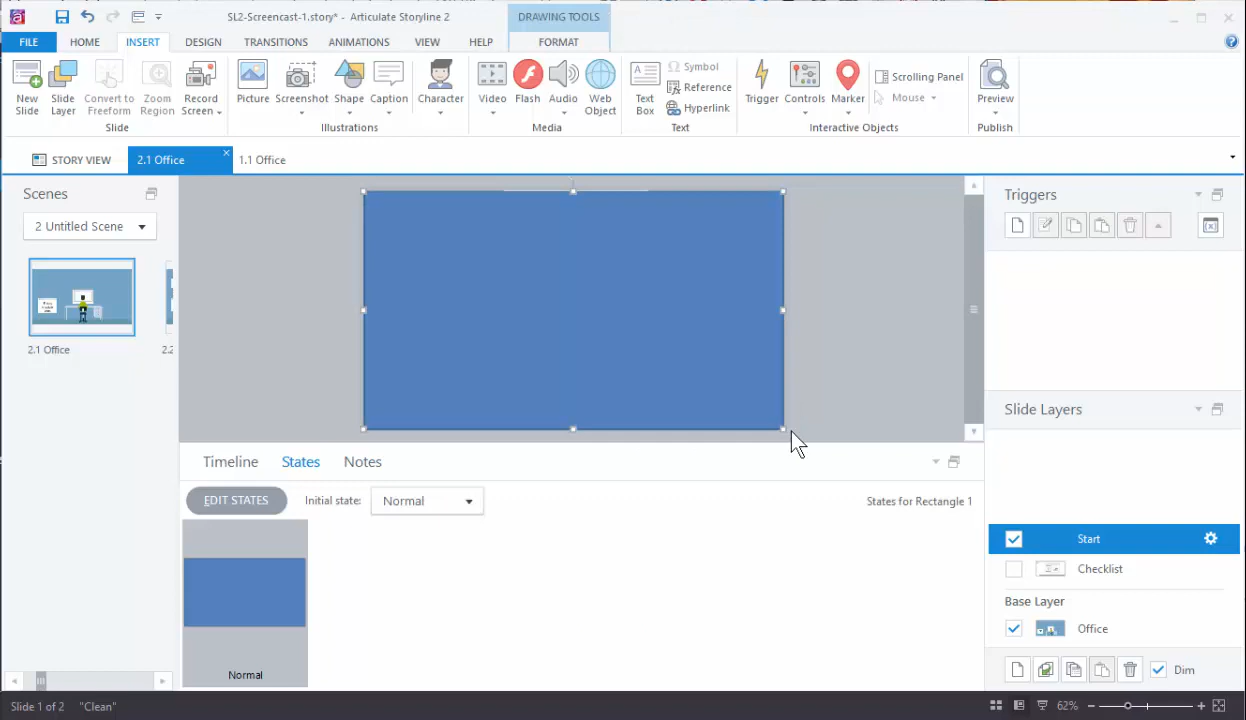 SL2-Screencast-1.story* - Articulate Storyline 2
DRAWING TOOLS
FILE HOME INSERT DESIGN TRANSITIONS ANIMATIONS VIEW HELP FORMAT
New Slide
Slide Layer
Convert to Freeform
Zoom Region
Record Screen
Slide
Picture
Screenshot
Shape
Caption
Character
Illustrations
Video
Flash
Audio
Web Object
Media
Text Box
Ω Symbol
Reference
Hyperlink
Text
Trigger
Controls
Marker
Scrolling Panel
Mouse
Interactive Objects
Preview
Publish
STORY VIEW
2.1 Office
1.1 Office
Scenes
2 Untitled Scene
2.1 Office
2.2
Triggers
Slide Layers
Timeline States Notes
EDIT STATES
Initial state:
Normal
States for Rectangle 1
Normal
Start
Checklist
Base Layer
Office
Dim
Slide 1 of 2 "Clean"
62%